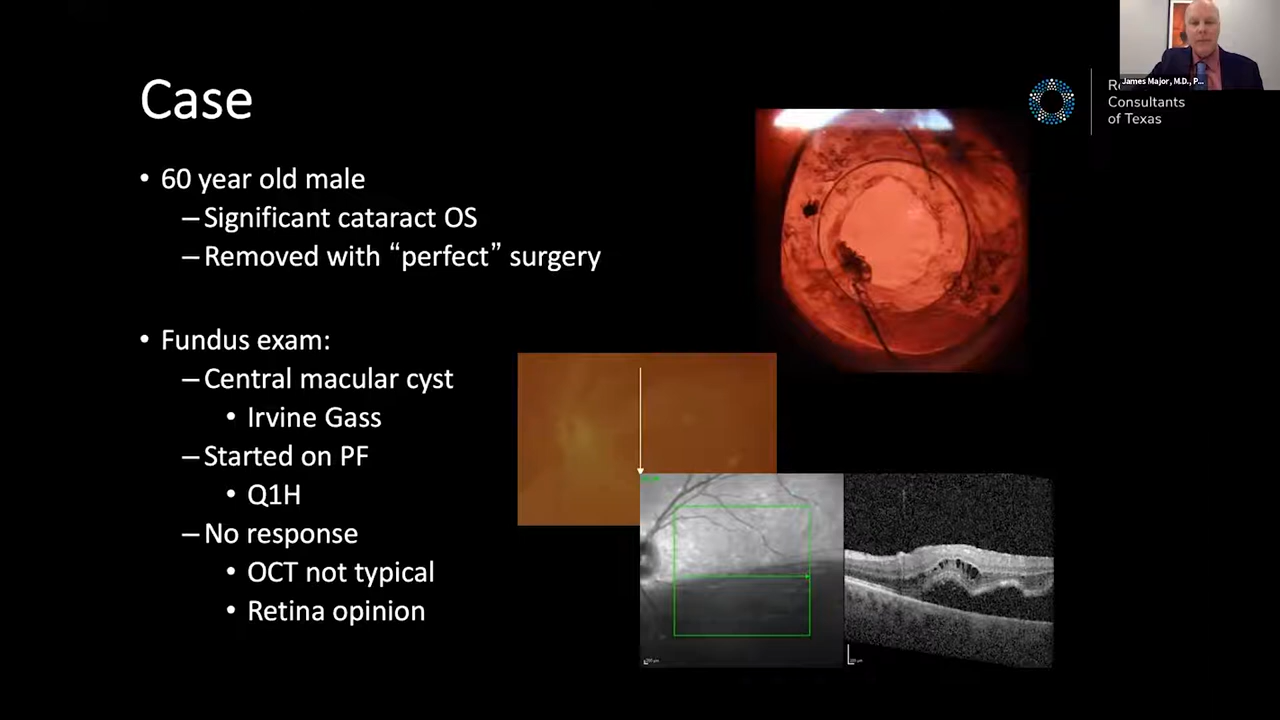 James Major, M.D., P...
Case
Consultants
of Texas
• 60 year old male
– Significant cataract OS
– Removed with “perfect” surgery
• Fundus exam:
– Central macular cyst
• Irvine Gass
– Started on PF
• Q1H
– No response
• OCT not typical
• Retina opinion